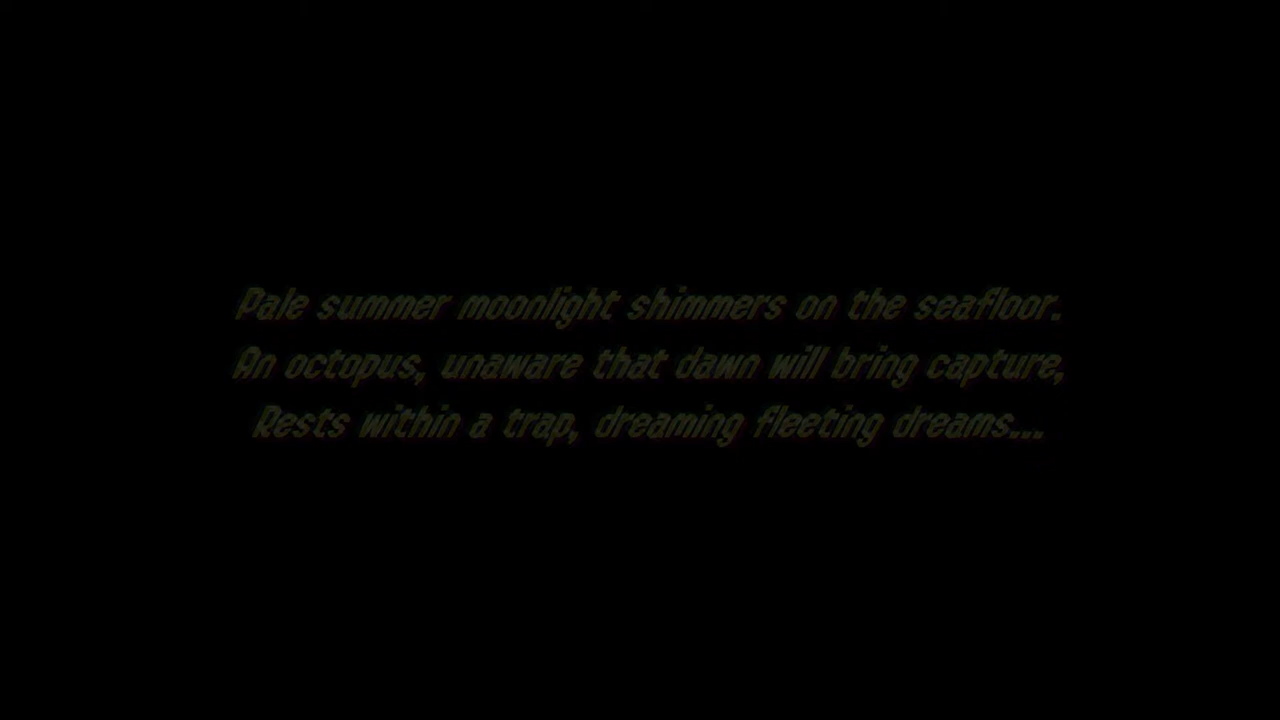 Pale summer moonlight shimmers on the seafloor.
An octopus, unaware that dawn will bring capture,
Rests within a trap, dreaming fleeting dreams...